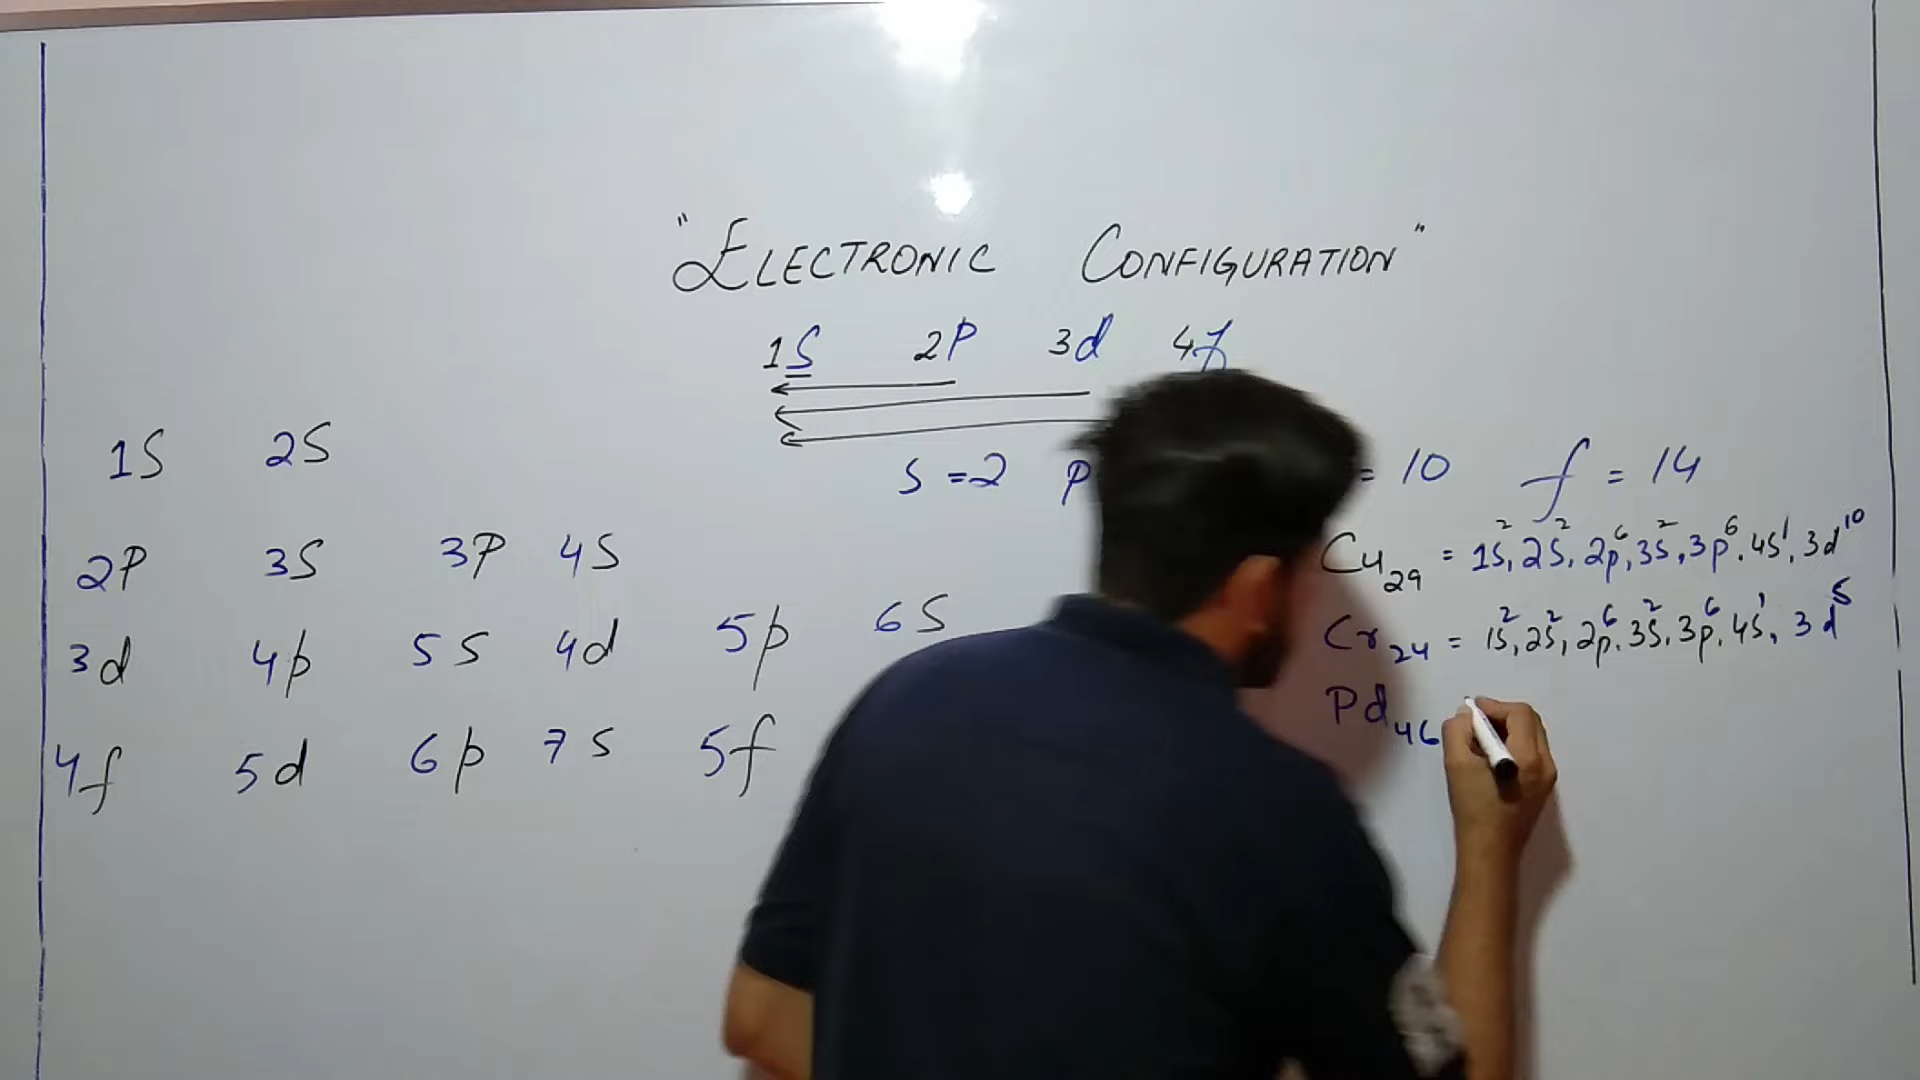 "ELECTRONIC CONFIGURATION"
1S 2P 3d 4f
S = 2 p = 10 f = 14
1S 2S
2P 3S 3P 4S
3d 4p 5S 4d 5p 6S
4f 5d 6p 7s 5f
Cu₂₉ = 1S², 2S², 2p⁶, 3S², 3p⁶. 4S¹, 3d¹⁰
Cr₂₄ = 1S², 2S², 2p⁶. 3S². 3p⁶. 4S¹, 3d⁵
Pd₄₆